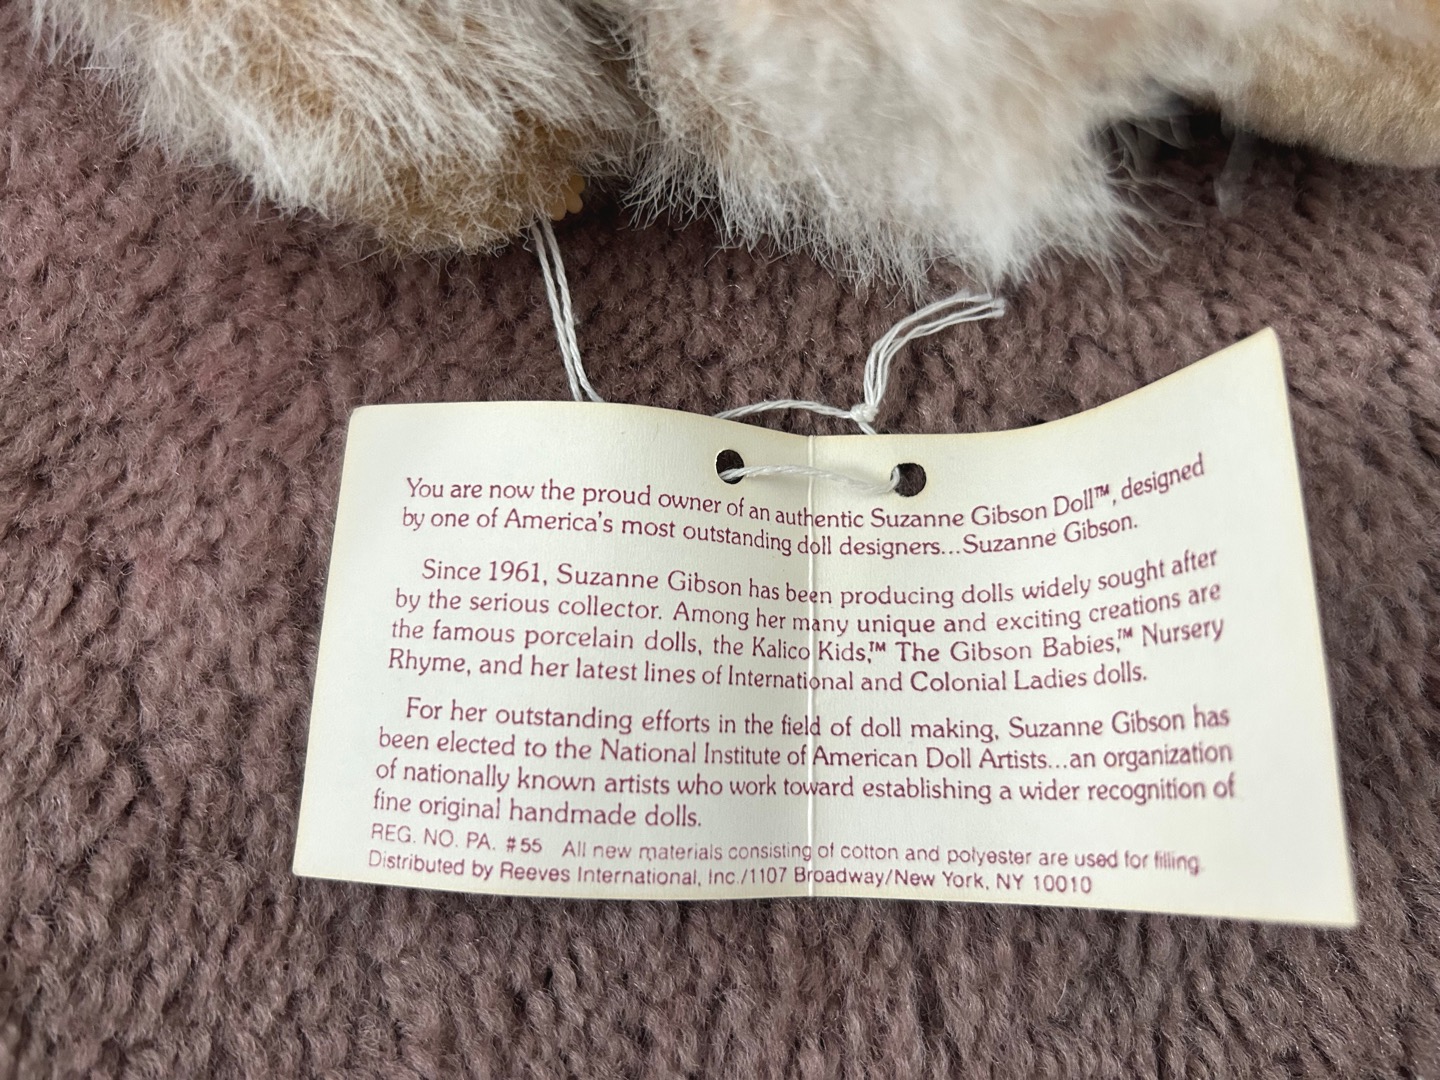 You are now the proud owner of an authentic Suzanne Gibson Doll™, designed
by one of America's most outstanding doll designers...Suzanne Gibson.
Since 1961, Suzanne Gibson has been producing dolls widely sought after
by the serious collector. Among her many unique and exciting creations are
the famous porcelain dolls, the Kalico Kids,™ The Gibson Babies,™ Nursery
Rhyme, and her latest lines of International and Colonial Ladies dolls.
For her outstanding efforts in the field of doll making, Suzanne Gibson has
been elected to the National Institute of American Doll Artists...an organization
of nationally known artists who work toward establishing a wider recognition of
fine original handmade dolls.
REG. NO. PA. #55 All new materials consisting of cotton and polyester are used for filling.
Distributed by Reeves International, Inc./1107 Broadway/New York, NY 10010